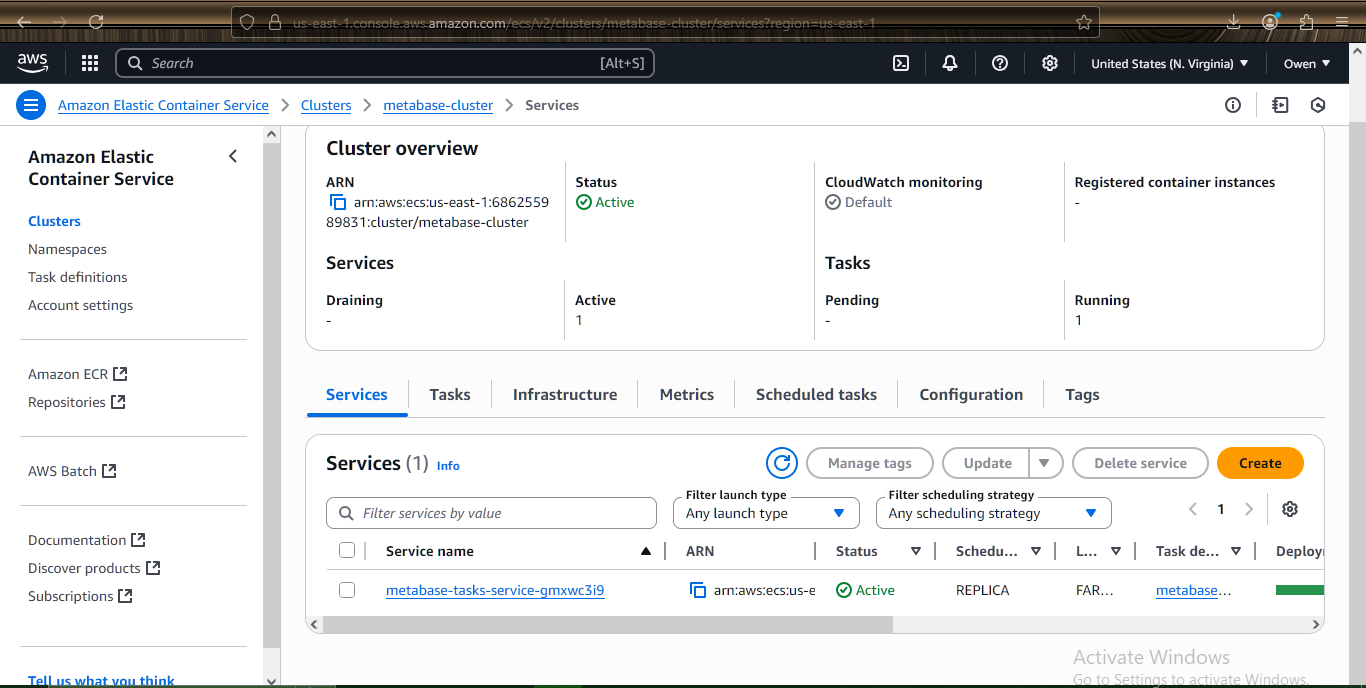 us-east-1.console.aws.amazon.com/ecs/v2/clusters/metabase-cluster/services?region=us-east-1
aws
Search
[Alt+S]
United States (N. Virginia)
Owen
Amazon Elastic Container Service
Clusters
metabase-cluster
Services
Amazon Elastic
Container Service
Clusters
Namespaces
Task definitions
Account settings
Amazon ECR
Repositories
AWS Batch
Documentation
Discover products
Subscriptions
Tell us what you think
Cluster overview
ARN
arn:aws:ecs:us-east-1:6862559
89831:cluster/metabase-cluster
Status
Active
CloudWatch monitoring
Default
Registered container instances
-
Services
Draining
-
Active
1
Tasks
Pending
-
Running
1
Services
Tasks
Infrastructure
Metrics
Scheduled tasks
Configuration
Tags
Services (1) Info
Manage tags
Update
Delete service
Create
Filter services by value
Filter launch type
Any launch type
Filter scheduling strategy
Any scheduling strategy
1
Service name
ARN
Status
Schedu...
L...
Task de...
Deploy
metabase-tasks-service-gmxwc3i9
arn:aws:ecs:us-e
Active
REPLICA
FAR...
metabase...
Activate Windows
Go to Settings to activate Windows.